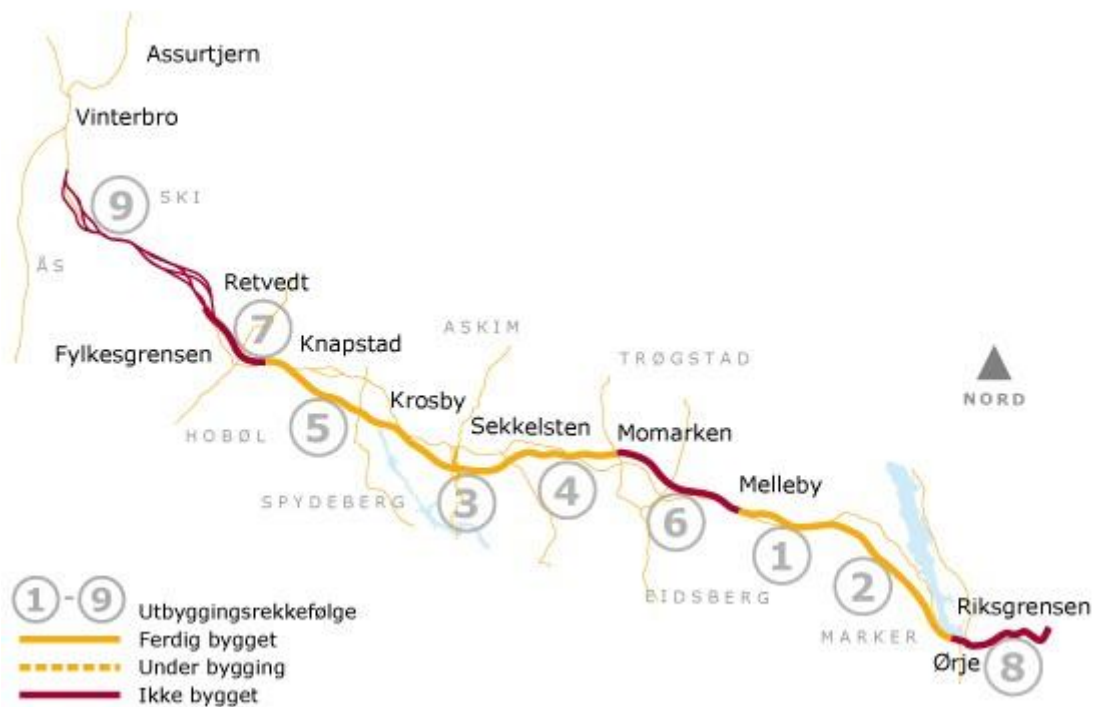 Assurtjern
Vinterbro
9
SKI
ÅS
Retvedt
7
Fylkesgrensen
Knapstad
ASKIM
TRØGSTAD
NORD
Krosby
5
HOBØL
Sekkelsten
Momarken
SPYDEBERG
3
4
6
Melleby
1
EIDSBERG
2
MARKER
Riksgrensen
Ørje
8
1 - 9 Utbyggingsrekkefølge
Ferdig bygget
Under bygging
Ikke bygget